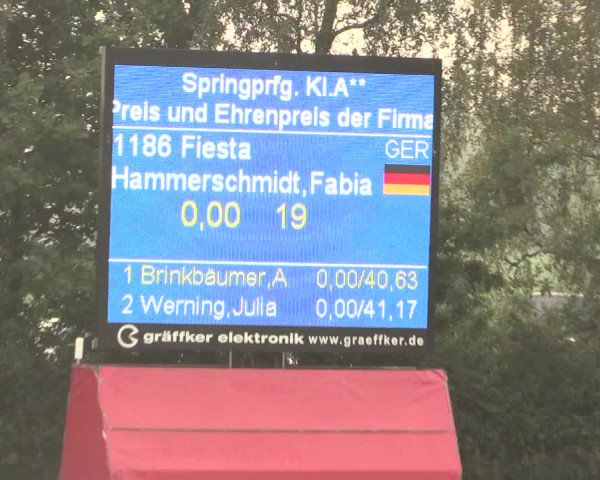 Springprfg. Kl.A**
Preis und Ehrenpreis der Firma
1186 Fiesta GER
Hammerschmidt,Fabia
0,00 19
1 Brinkbäumer,A 0,00/40,63
2 Werning,Julia 0,00/41,17
gräffker elektronik www.graeffker.de